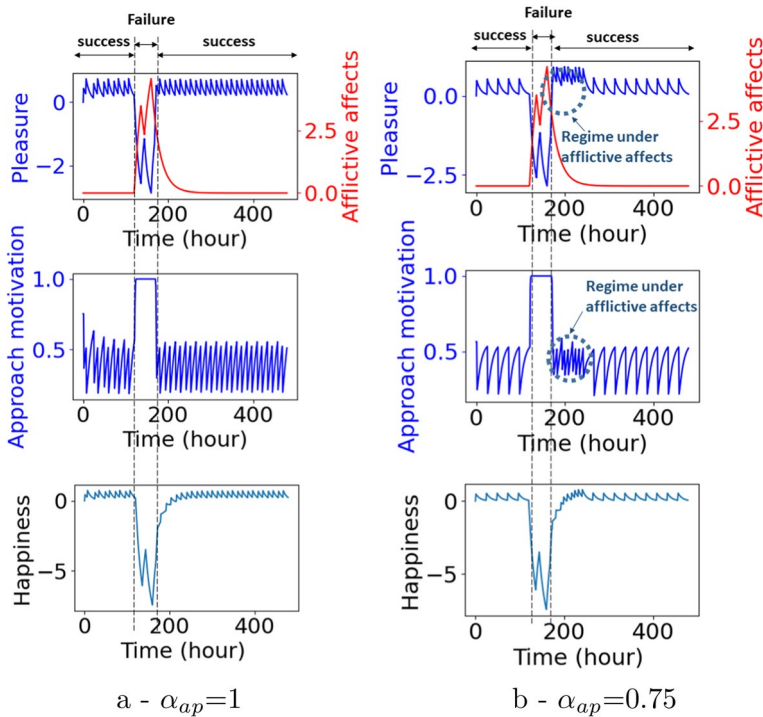 Failure
success
success
0
−2
Pleasure
2.5
0.0
Afflictive affects
0
200
400
Time (hour)
1.0
0.5
Approach motivation
0
200
400
Time (hour)
0
−5
Happiness
0
200
400
Time (hour)
a - αap=1
Failure
success
success
0.0
−2.5
Pleasure
2.5
0.0
Afflictive affects
Regime under
afflictive affects
0
200
400
Time (hour)
1.0
0.5
Approach motivation
Regime under
afflictive affects
0
200
400
Time (hour)
0
−5
Happiness
0
200
400
Time (hour)
b - αap=0.75